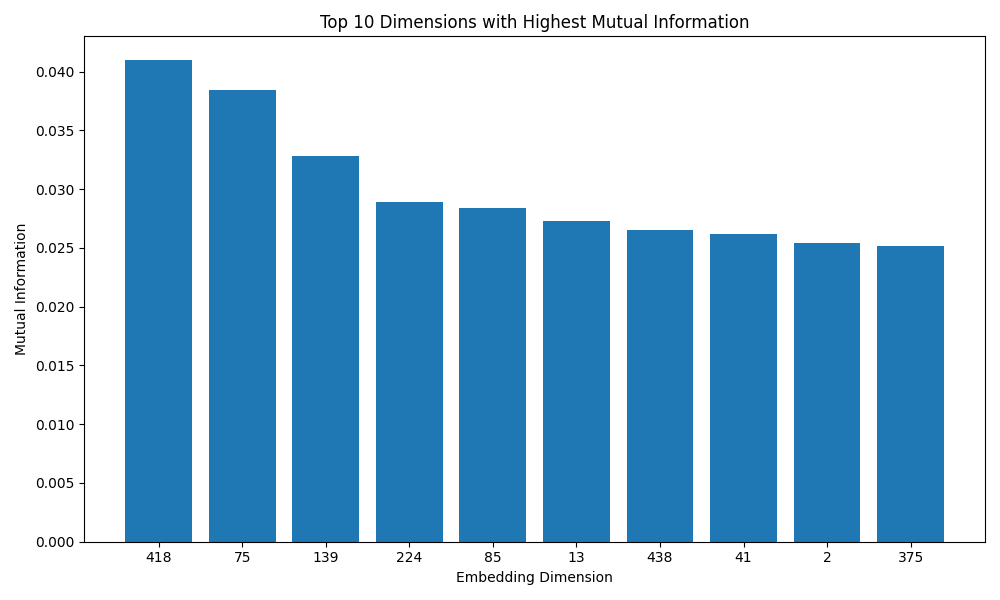 Top 10 Dimensions with Highest Mutual Information
Mutual Information
0.040
0.035
0.030
0.025
0.020
0.015
0.010
0.005
0.000
418 75 139 224 85 13 438 41 2 375
Embedding Dimension